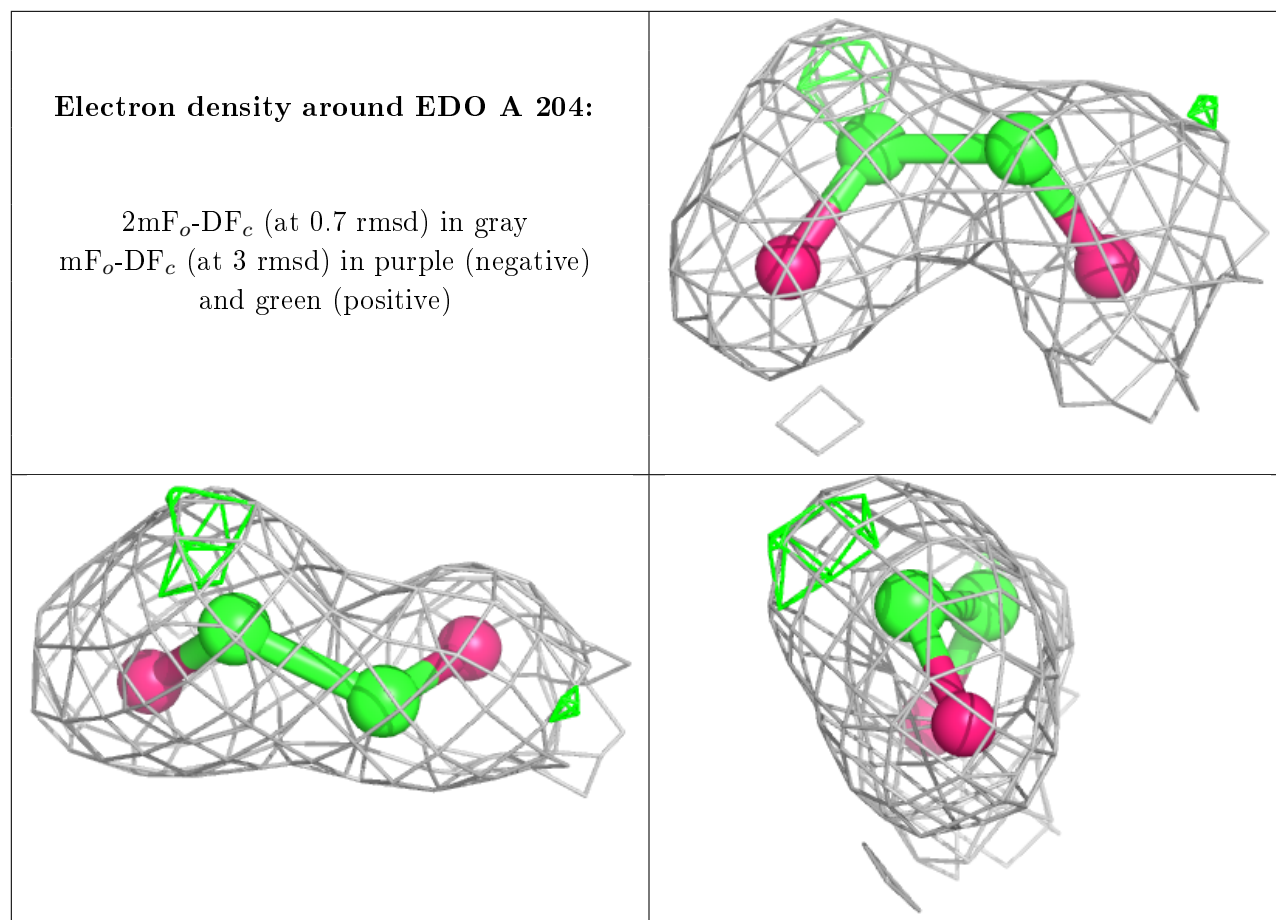 Electron density around EDO A 204:
2mFo-DFc (at 0.7 rmsd) in gray
mFo-DFc (at 3 rmsd) in purple (negative)
and green (positive)